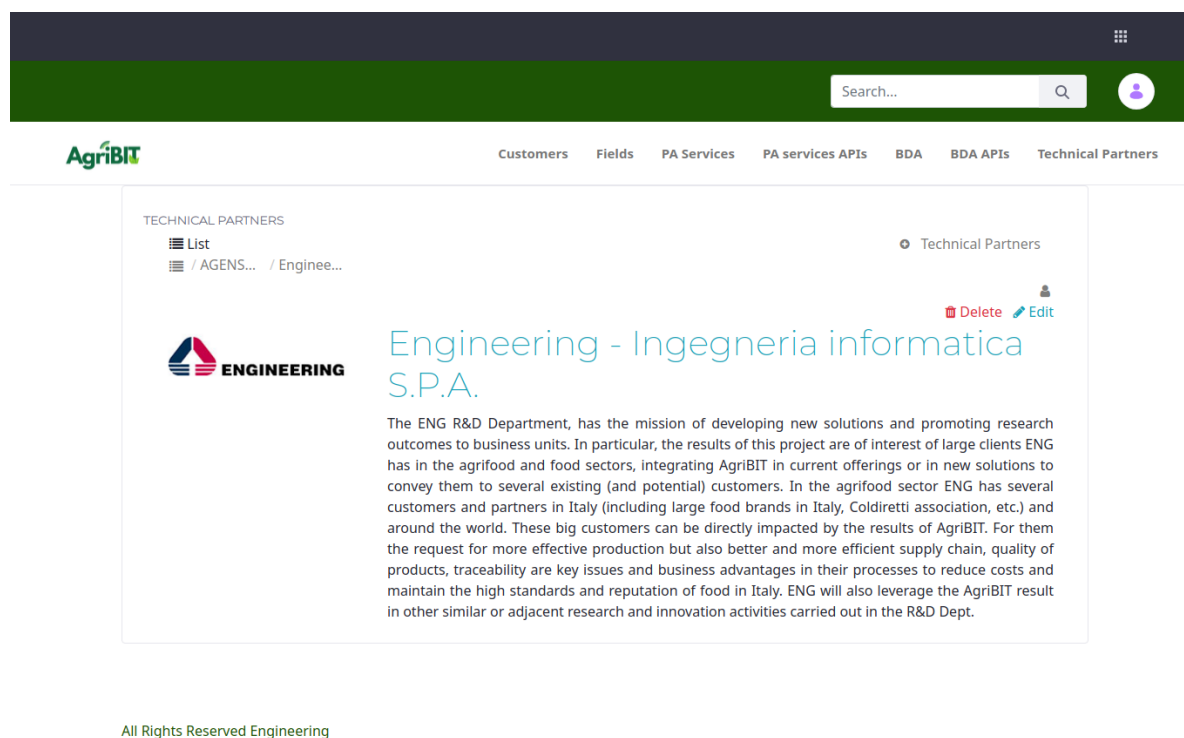 Search...
AgriBIT
Customers Fields PA Services PA services APIs BDA BDA APIs Technical Partners
TECHNICAL PARTNERS
List
Technical Partners
/ AGENS... / Enginee...
Delete Edit
ENGINEERING
Engineering - Ingegneria informatica
S.P.A.
The ENG R&D Department, has the mission of developing new solutions and promoting research
outcomes to business units. In particular, the results of this project are of interest of large clients ENG
has in the agrifood and food sectors, integrating AgriBIT in current offerings or in new solutions to
convey them to several existing (and potential) customers. In the agrifood sector ENG has several
customers and partners in Italy (including large food brands in Italy, Coldiretti association, etc.) and
around the world. These big customers can be directly impacted by the results of AgriBIT. For them
the request for more effective production but also better and more efficient supply chain, quality of
products, traceability are key issues and business advantages in their processes to reduce costs and
maintain the high standards and reputation of food in Italy. ENG will also leverage the AgriBIT result
in other similar or adjacent research and innovation activities carried out in the R&D Dept.
All Rights Reserved Engineering